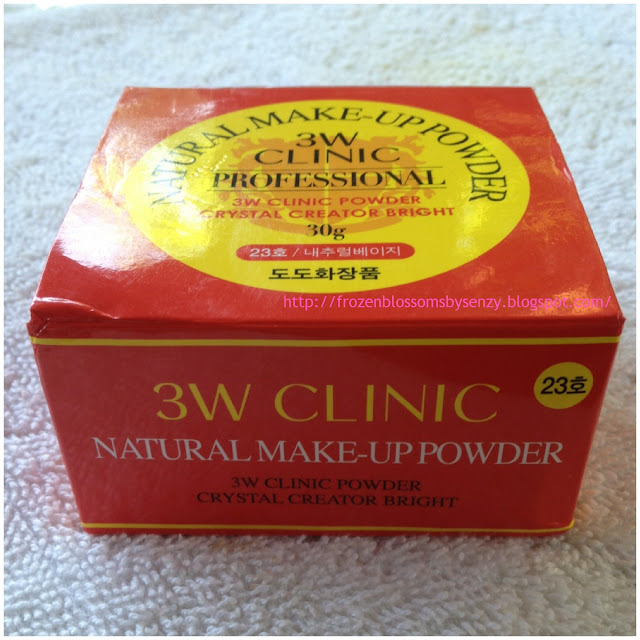 NATURAL MAKE-UP POWDER
3W
CLINIC
PROFESSIONAL
3W CLINIC POWDER
CRYSTAL CREATOR BRIGHT
30g
23호 / 내추럴베이지
도도화장품
http://frozenblossomsbysenzy.blogspot.com/
3W CLINIC
23호
NATURAL MAKE-UP POWDER
3W CLINIC POWDER
CRYSTAL CREATOR BRIGHT